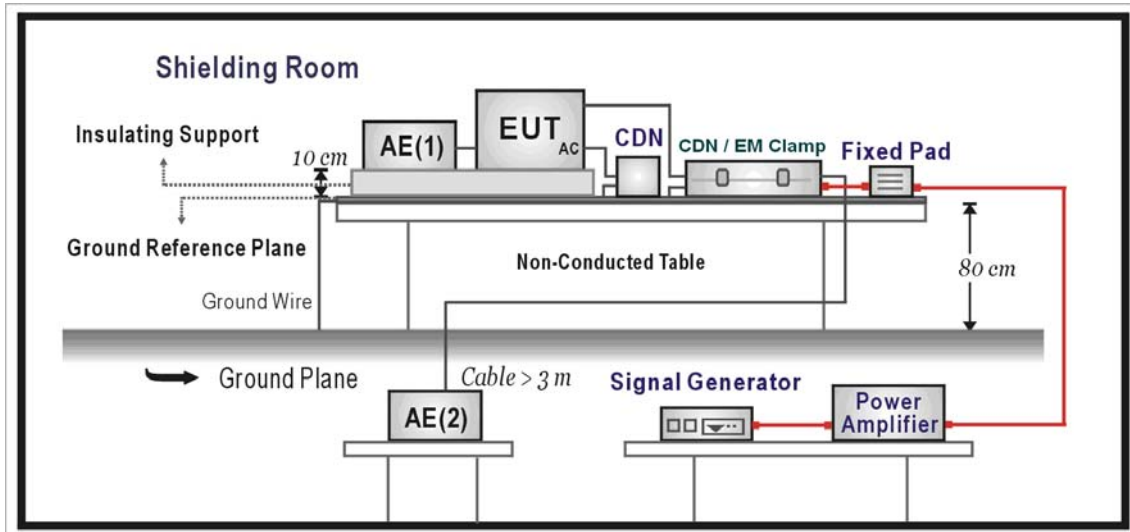 Shielding Room
Insulating Support
10 cm
AE(1)
EUT
AC
CDN
CDN / EM Clamp
Fixed Pad
Ground Reference Plane
Non-Conducted Table
80 cm
Ground Wire
Ground Plane
Cable > 3 m
Signal Generator
AE(2)
Power
Amplifier